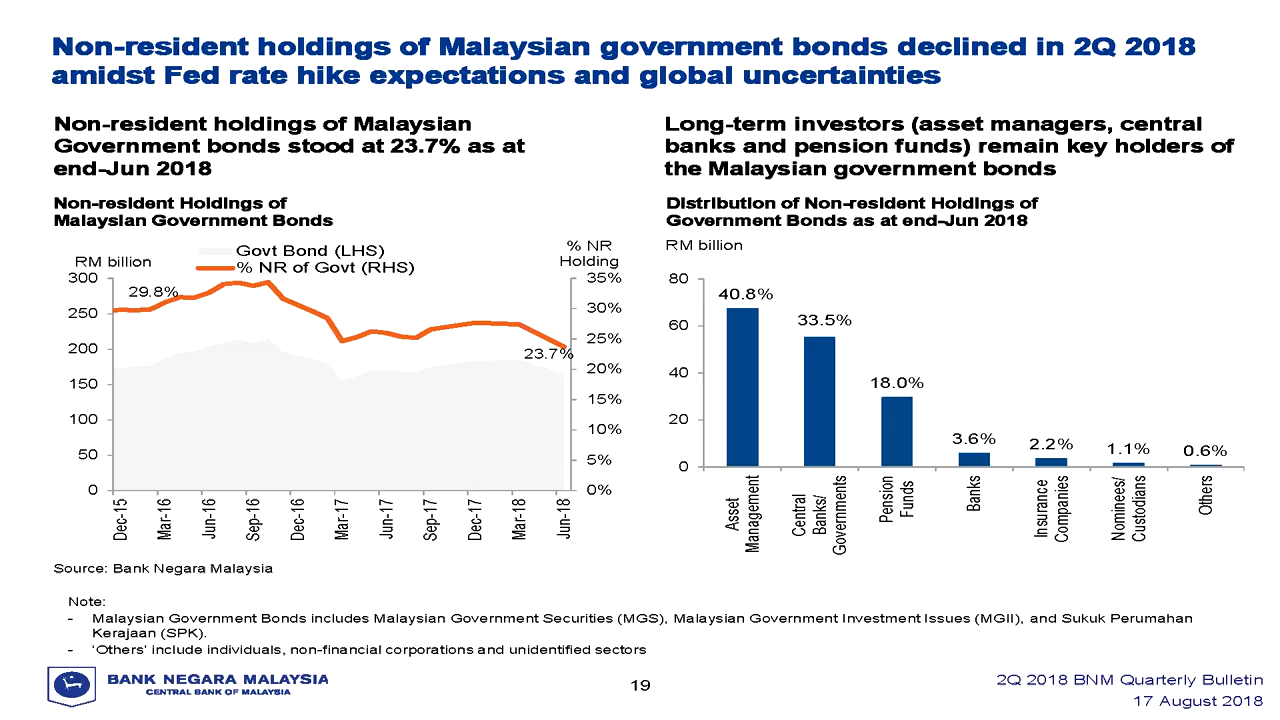 Non-resident holdings of Malaysian government bonds declined in 2Q 2018
amidst Fed rate hike expectations and global uncertainties
Non-resident holdings of Malaysian
Government bonds stood at 23.7% as at
end-Jun 2018
Non-resident Holdings of
Malaysian Government Bonds
RM billion
Govt Bond (LHS)
% NR of Govt (RHS)
% NR
Holding
300
250
200
150
100
50
0
35%
30%
25%
20%
15%
10%
5%
0%
29.8%
23.7%
Dec-15
Mar-16
Jun-16
Sep-16
Dec-16
Mar-17
Jun-17
Sep-17
Dec-17
Mar-18
Jun-18
Source: Bank Negara Malaysia
Long-term investors (asset managers, central
banks and pension funds) remain key holders of
the Malaysian government bonds
Distribution of Non-resident Holdings of
Government Bonds as at end-Jun 2018
RM billion
80
60
40
20
0
40.8%
33.5%
18.0%
3.6%
2.2%
1.1%
0.6%
Asset
Management
Central
Banks/
Governments
Pension
Funds
Banks
Insurance
Companies
Nominees/
Custodians
Others
Note:
- Malaysian Government Bonds includes Malaysian Government Securities (MGS), Malaysian Government Investment Issues (MGII), and Sukuk Perumahan
Kerajaan (SPK).
- 'Others' include individuals, non-financial corporations and unidentified sectors
BANK NEGARA MALAYSIA
CENTRAL BANK OF MALAYSIA
19
2Q 2018 BNM Quarterly Bulletin
17 August 2018